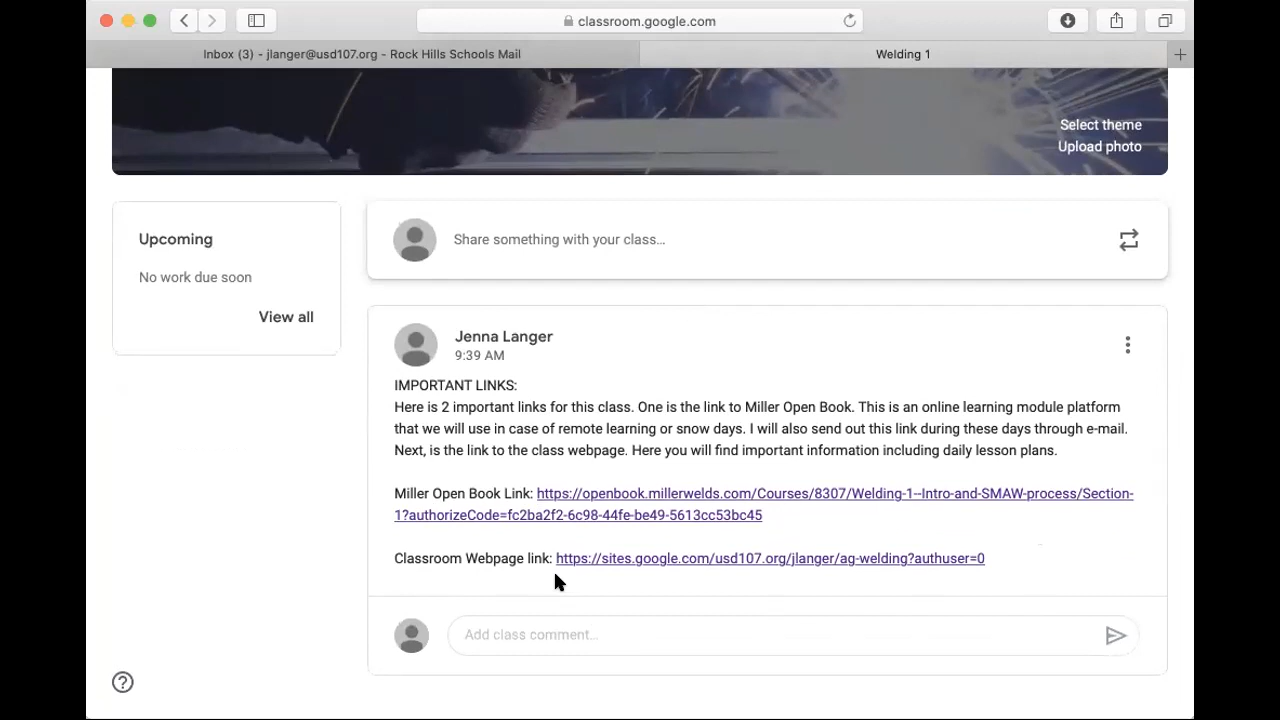 classroom.google.com
Inbox (3) - jlanger@usd107.org - Rock Hills Schools Mail
Welding 1
Select theme
Upload photo
Upcoming
No work due soon
View all
Share something with your class…
Jenna Langer
9:39 AM
IMPORTANT LINKS:
Here is 2 important links for this class. One is the link to Miller Open Book. This is an online learning module platform
that we will use in case of remote learning or snow days. I will also send out this link during these days through e-mail.
Next, is the link to the class webpage. Here you will find important information including daily lesson plans.
Miller Open Book Link: https://openbook.millerwelds.com/Courses/8307/Welding-1--Intro-and-SMAW-process/Section-
1?authorizeCode=fc2ba2f2-6c98-44fe-be49-5613cc53bc45
Classroom Webpage link: https://sites.google.com/usd107.org/jlanger/ag-welding?authuser=0
Add class comment…